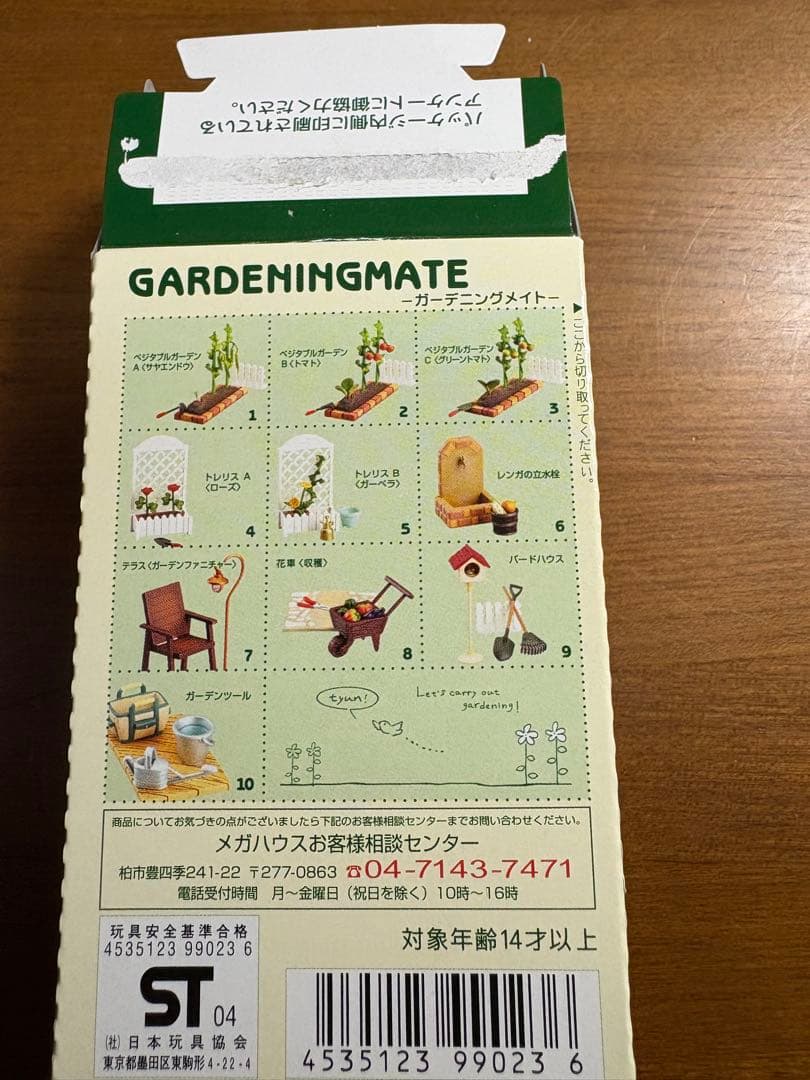 パッケージ内側に印刷されている
アンケートに御協力ください。
GARDENINGMATE
−ガーデニングメイト−
▶ここから切り取ってください。
ベジタブルガーデン
A〈サヤエンドウ〉
1
ベジタブルガーデン
B〈トマト〉
2
ベジタブルガーデン
C〈グリーントマト〉
3
トレリス A
〈ローズ〉
4
トレリス B
〈ガーベラ〉
5
レンガの立水栓
6
テラス〈ガーデンファニチャー〉
7
花車〈収穫〉
8
バードハウス
9
ガーデンツール
10
tyun!
Let's carry out
gardening!
商品についてお気づきの点がございましたら下記のお客様相談センターまでお問い合わせください。
メガハウスお客様相談センター
柏市豊四季241-22 〒277-0863 ☎04-7143-7471
電話受付時間 月〜金曜日（祝日を除く）10時〜16時
玩具安全基準合格
4535123 99023 6
ST 04
(社) 日本玩具協会
東京都墨田区東駒形4-22-4
対象年齢14才以上
4535123 99023 6